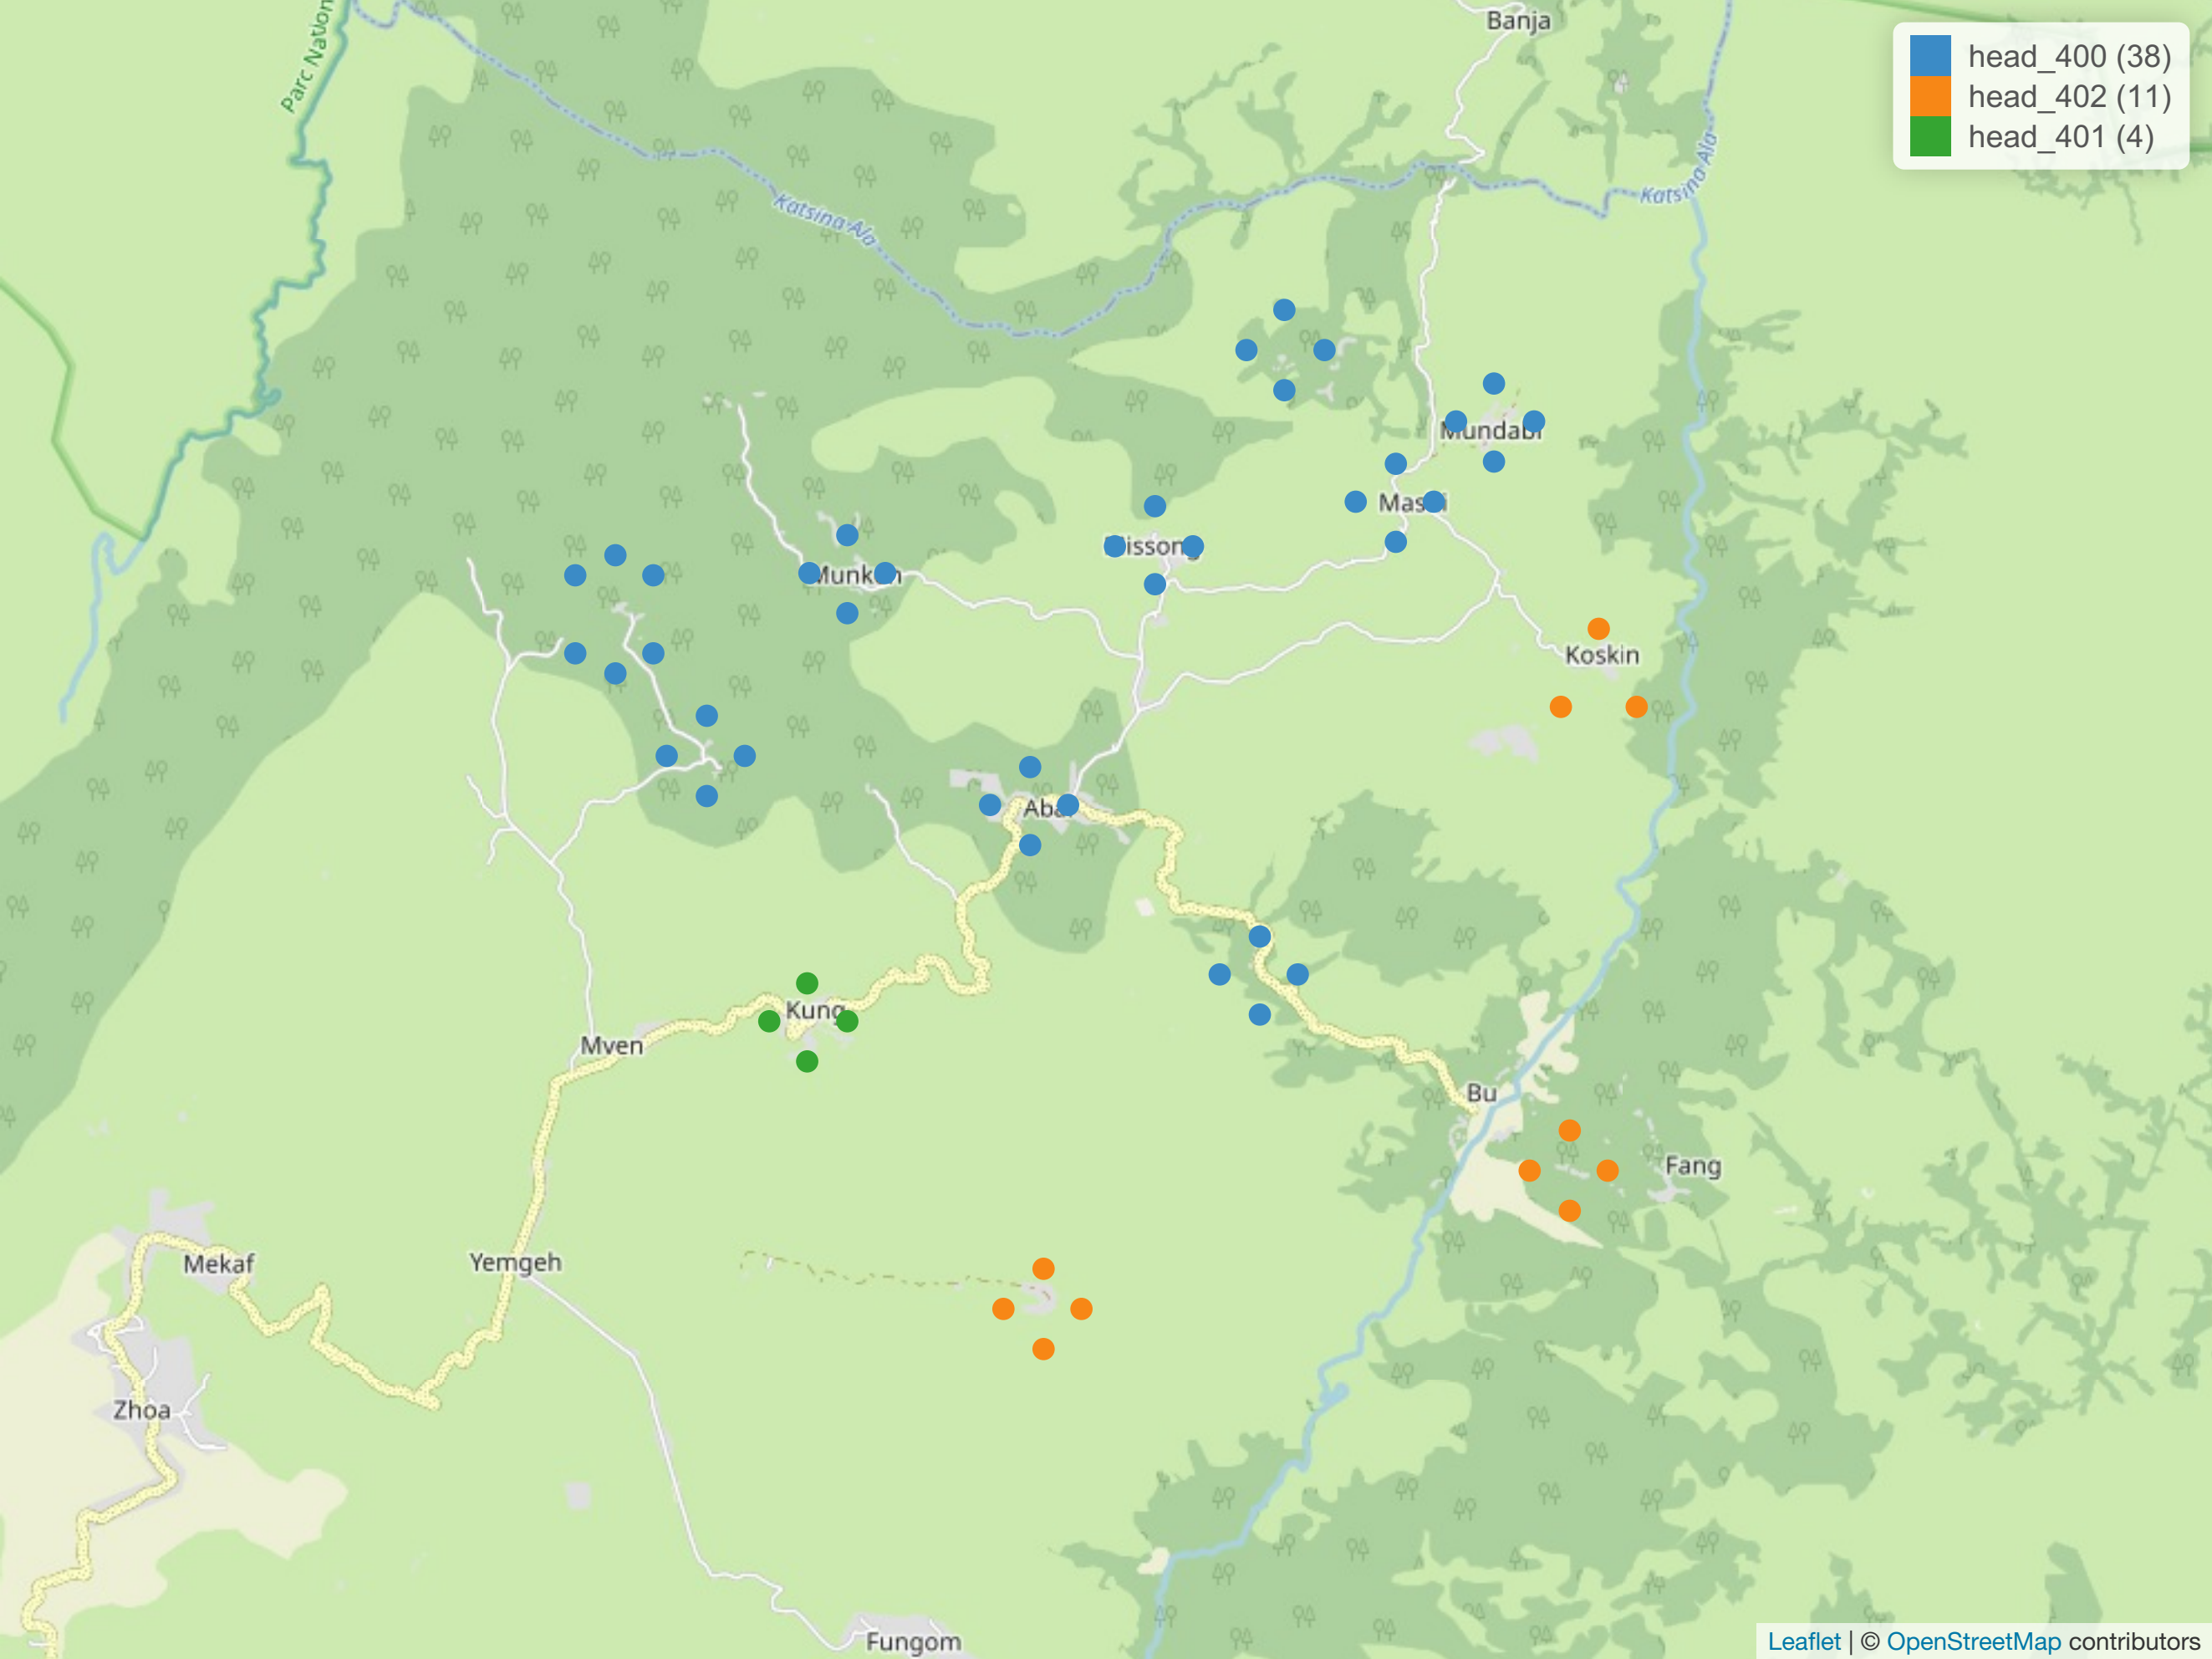 Parc Nation
Banja
head_400 (38)
head_402 (11)
head_401 (4)
Katsina-Ala
Katsina-Ala
Koskin
Kung
Mven
Bu
Fang
Mekaf
Yemgeh
Zhoa
Fungom
Leaflet | © OpenStreetMap contributors